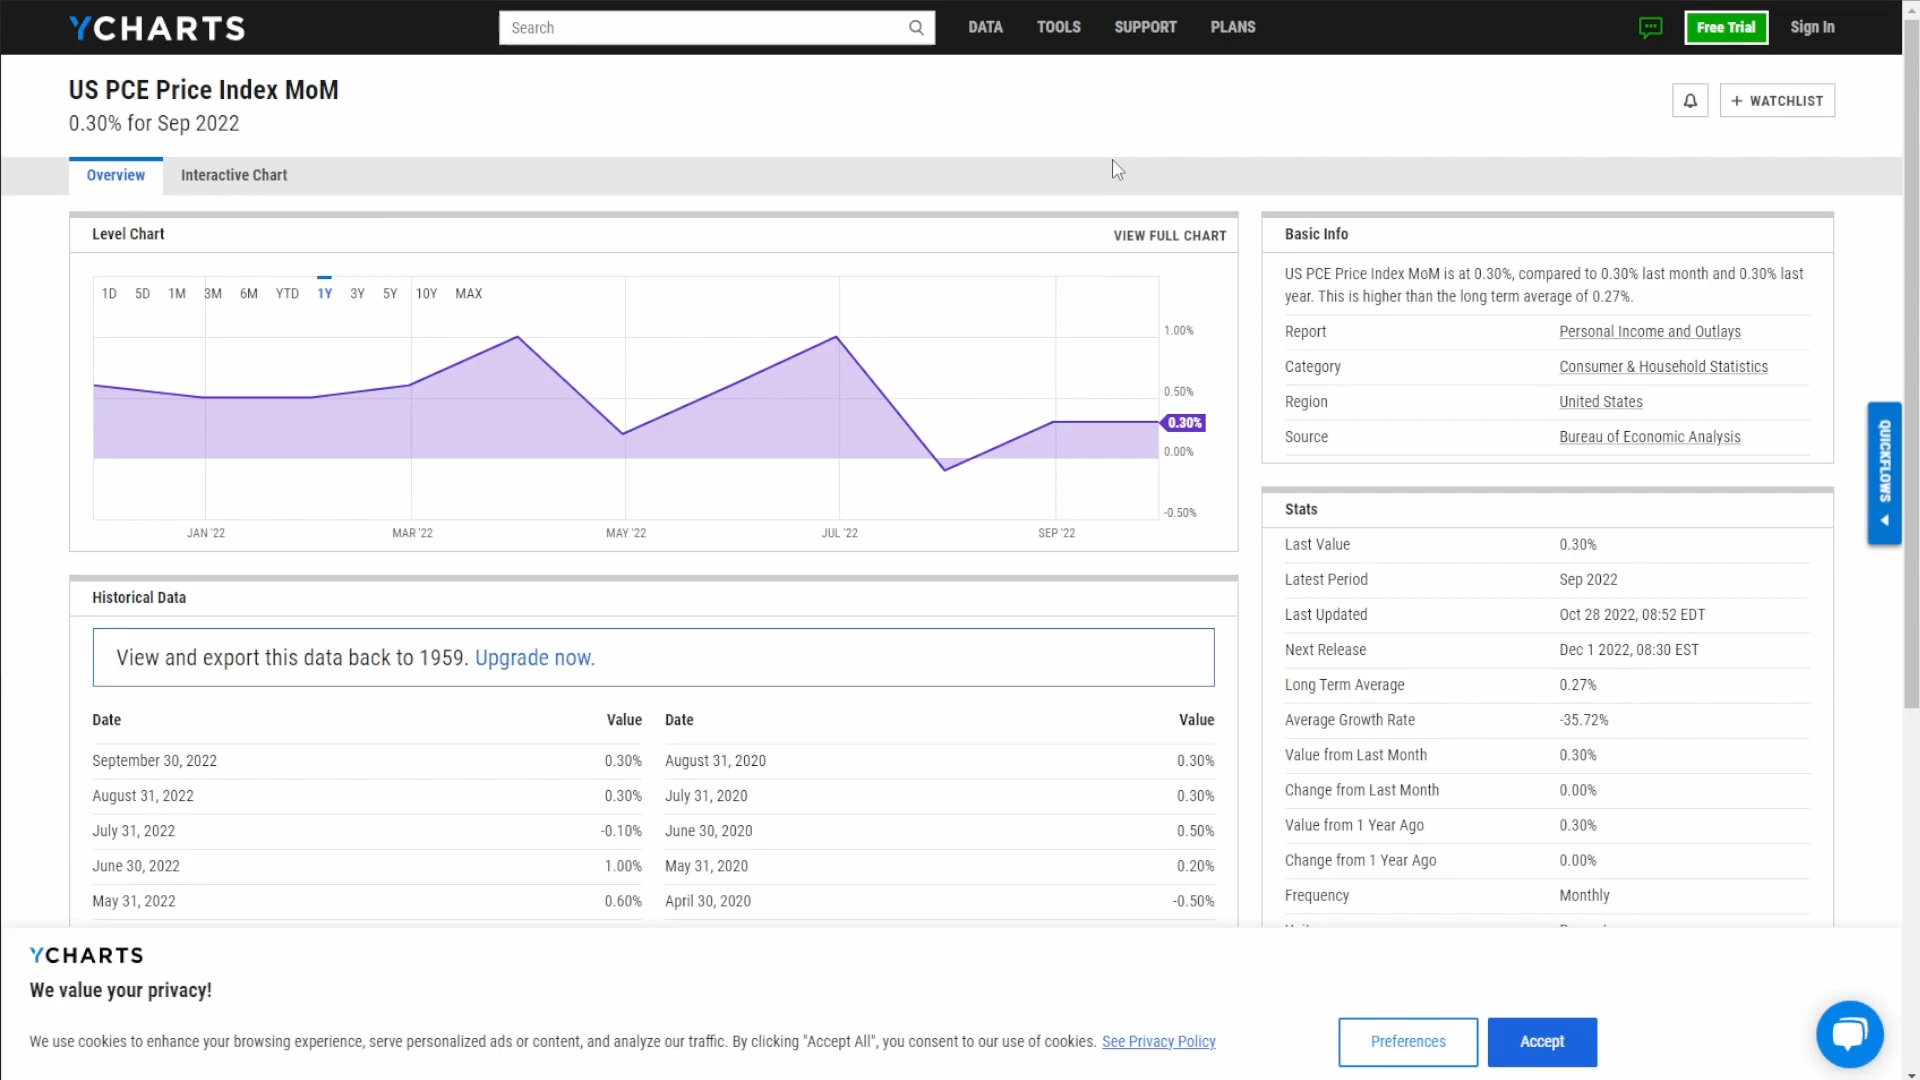 YCHARTS
Search
DATA
TOOLS
SUPPORT
PLANS
Free Trial
Sign In
US PCE Price Index MoM
0.30% for Sep 2022
+ WATCHLIST
Overview
Interactive Chart
Level Chart
VIEW FULL CHART
1D 5D 1M 3M 6M YTD 1Y 3Y 5Y 10Y MAX
1.00%
0.50%
0.30%
0.00%
-0.50%
JAN '22
MAR '22
MAY '22
JUL '22
SEP '22
Basic Info
US PCE Price Index MoM is at 0.30%, compared to 0.30% last month and 0.30% last
year. This is higher than the long term average of 0.27%.
Report Personal Income and Outlays
Category Consumer & Household Statistics
Region United States
Source Bureau of Economic Analysis
QUICKFLOWS
Historical Data
View and export this data back to 1959. Upgrade now.
Date Value Date Value
September 30, 2022 0.30% August 31, 2020 0.30%
August 31, 2022 0.30% July 31, 2020 0.30%
July 31, 2022 -0.10% June 30, 2020 0.50%
June 30, 2022 1.00% May 31, 2020 0.20%
May 31, 2022 0.60% April 30, 2020 -0.50%
Stats
Last Value 0.30%
Latest Period Sep 2022
Last Updated Oct 28 2022, 08:52 EDT
Next Release Dec 1 2022, 08:30 EST
Long Term Average 0.27%
Average Growth Rate -35.72%
Value from Last Month 0.30%
Change from Last Month 0.00%
Value from 1 Year Ago 0.30%
Change from 1 Year Ago 0.00%
Frequency Monthly
YCHARTS
We value your privacy!
We use cookies to enhance your browsing experience, serve personalized ads or content, and analyze our traffic. By clicking "Accept All", you consent to our use of cookies. See Privacy Policy
Preferences
Accept